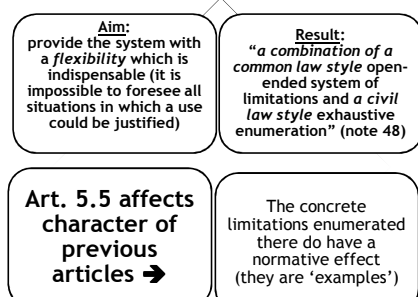 Aim:
provide the system with
a flexibility which is
indispensable (it is
impossible to foresee all
situations in which a use
could be justified)
Result:
“a combination of a
common law style open-
ended system of
limitations and a civil
law style exhaustive
enumeration” (note 48)
Art. 5.5 affects
character of
previous
articles ➔
The concrete
limitations enumerated
there do have a
normative effect
(they are ‘examples’)